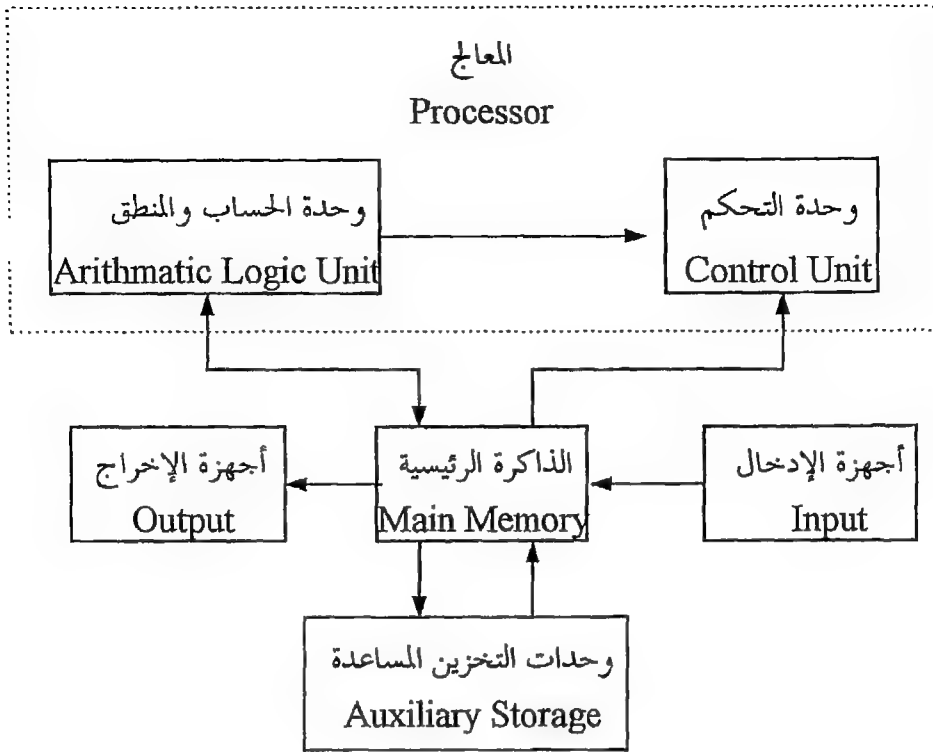 المعالج
Processor
وحدة الحساب والمنطق
Arithmatic Logic Unit
وحدة التحكم
Control Unit
أجهزة الإخراج
Output
الذاكرة الرئيسية
Main Memory
أجهزة الإدخال
Input
وحدات التخزين المساعدة
Auxiliary Storage